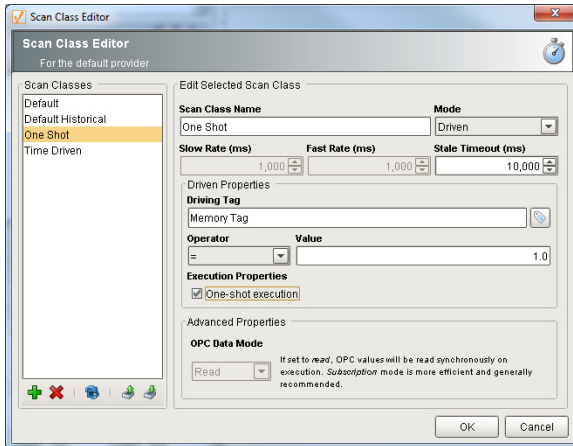 Scan Class Editor
Scan Class Editor
For the default provider
Scan Classes
Default
Default Historical
One Shot
Time Driven
Edit Selected Scan Class
Scan Class Name
Mode
One Shot
Driven
Slow Rate (ms)
Fast Rate (ms)
Stale Timeout (ms)
1,000
1,000
10,000
Driven Properties
Driving Tag
Memory Tag
Operator
Value
=
1.0
Execution Properties
One-shot execution
Advanced Properties
OPC Data Mode
Read
If set to read, OPC values will be read synchronously on
execution. Subscription mode is more efficient and generally
recommended.
OK
Cancel